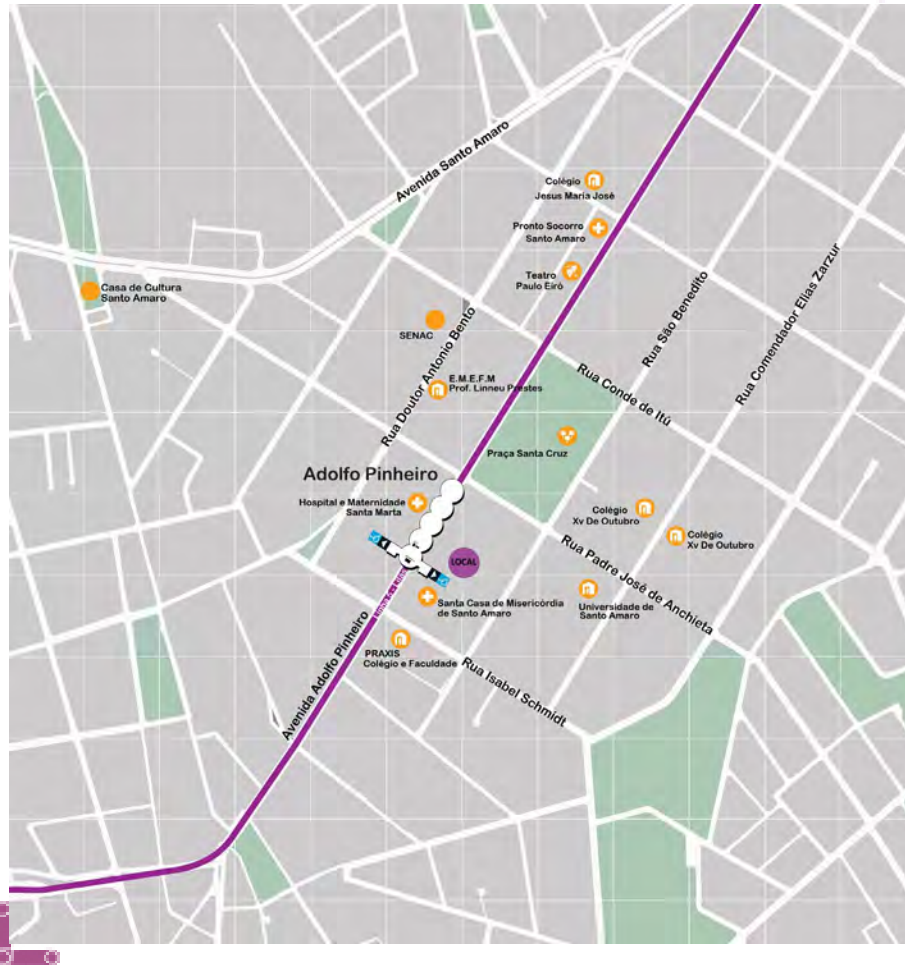 Avenida Santo Amaro
Colégio
Jesus Maria José
Pronto Socorro
Santo Amaro
Teatro
Paulo Eiró
Casa de Cultura
Santo Amaro
SENAC
Rua Doutor Antonio Bento
Rua São Benedito
Rua Comendador Elias Zarzur
E.M.E.F.M
Prof. Linneu Prestes
Rua Conde de Itú
Praça Santa Cruz
Adolfo Pinheiro
Hospital e Maternidade
Santa Marta
Colégio
Xv De Outubro
Colégio
Xv De Outubro
LOCAL
Rua Padre José de Anchieta
Linha 5 - Lilás
Santa Casa de Misericórdia
de Santo Amaro
Universidade de
Santo Amaro
PRAXIS
Colégio e Faculdade
Avenida Adolfo Pinheiro
Rua Isabel Schmidt